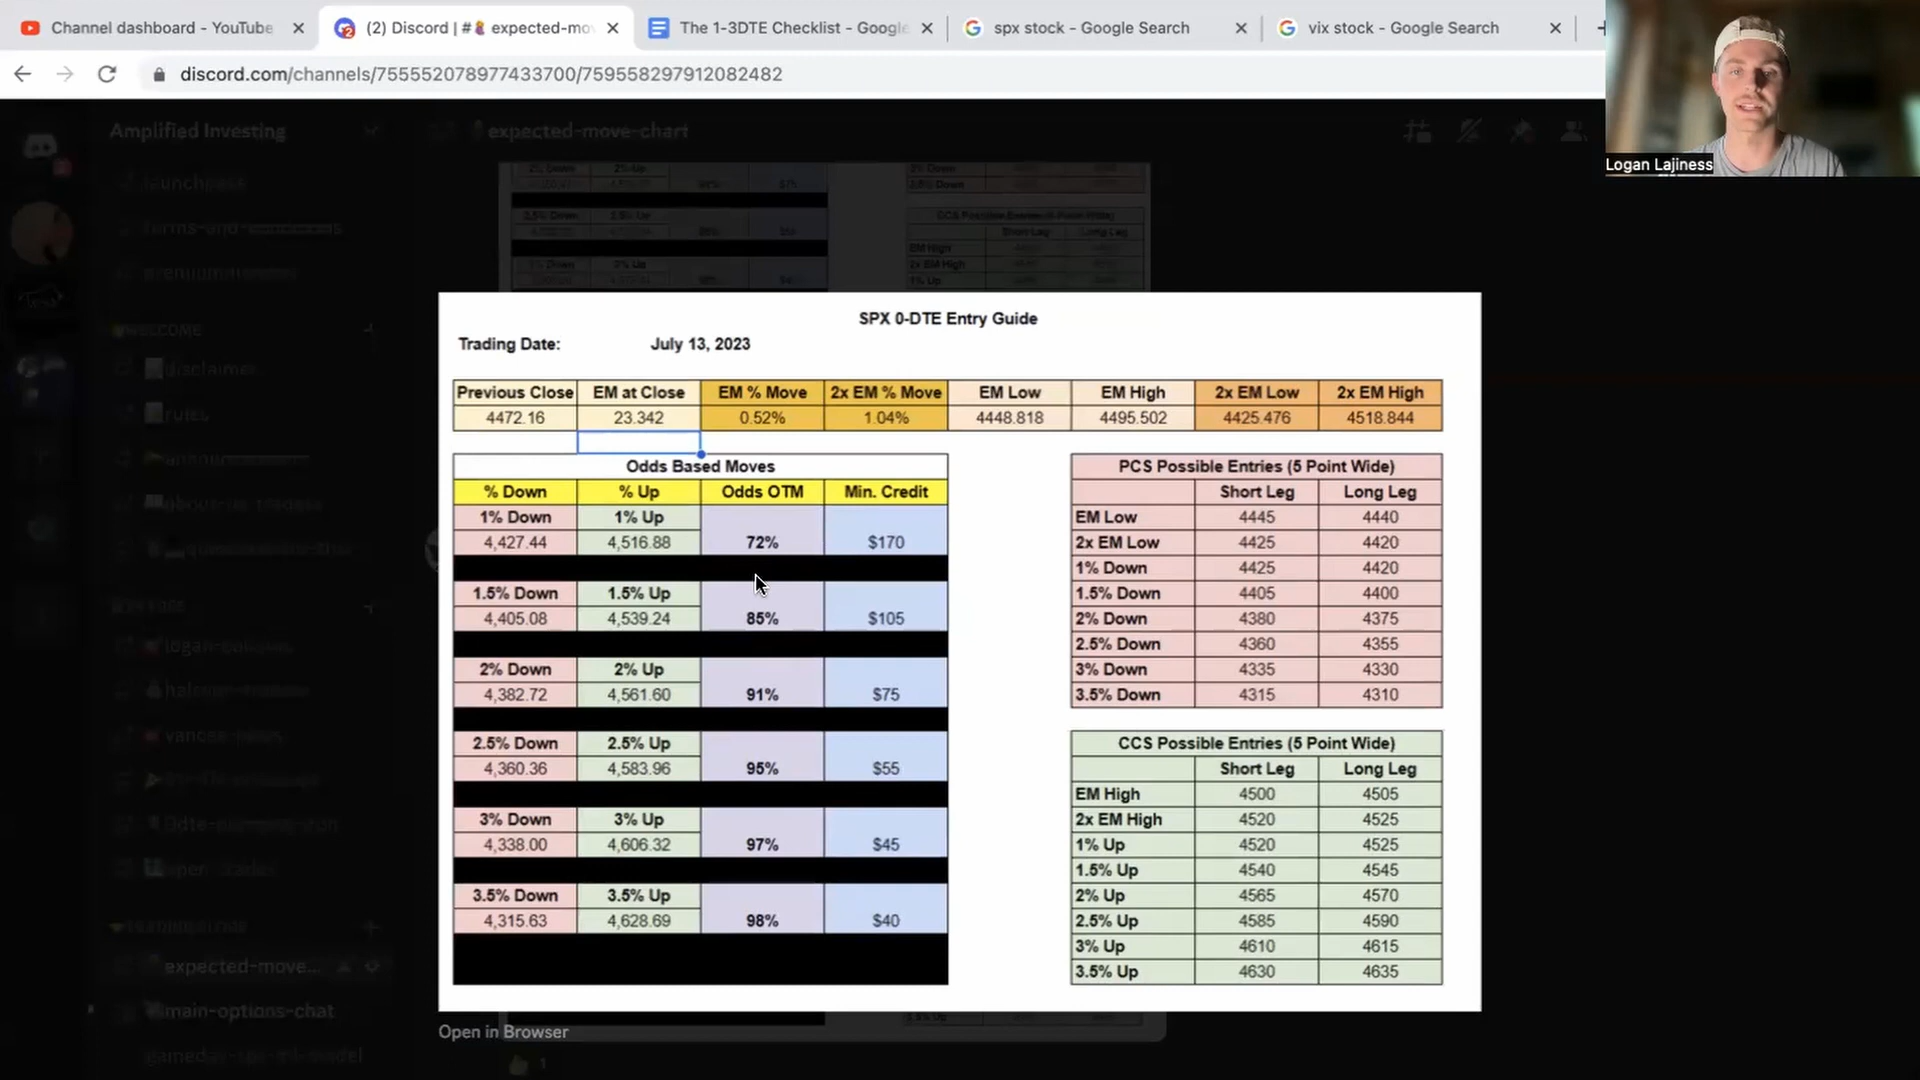 Channel dashboard - YouTube
(2) Discord | # expected-mo
The 1-3DTE Checklist - Google
spx stock - Google Search
vix stock - Google Search
discord.com/channels/755552078977433700/759558297912082482
Logan Lajiness
Amplified Investing
expected-move-chart
launchpass
disclaimer
rules
SPX 0-DTE Entry Guide
Trading Date: July 13, 2023
Previous Close EM at Close EM % Move 2x EM % Move EM Low EM High 2x EM Low 2x EM High
4472.16 23.342 0.52% 1.04% 4448.818 4495.502 4425.476 4518.844
Odds Based Moves
% Down % Up Odds OTM Min. Credit
1% Down 1% Up
4,427.44 4,516.88 72% $170
1.5% Down 1.5% Up
4,405.08 4,539.24 85% $105
2% Down 2% Up
4,382.72 4,561.60 91% $75
2.5% Down 2.5% Up
4,360.36 4,583.96 95% $55
3% Down 3% Up
4,338.00 4,606.32 97% $45
3.5% Down 3.5% Up
4,315.63 4,628.69 98% $40
PCS Possible Entries (5 Point Wide)
Short Leg Long Leg
EM Low 4445 4440
2x EM Low 4425 4420
1% Down 4425 4420
1.5% Down 4405 4400
2% Down 4380 4375
2.5% Down 4360 4355
3% Down 4335 4330
3.5% Down 4315 4310
CCS Possible Entries (5 Point Wide)
Short Leg Long Leg
EM High 4500 4505
2x EM High 4520 4525
1% Up 4520 4525
1.5% Up 4540 4545
2% Up 4565 4570
2.5% Up 4585 4590
3% Up 4610 4615
3.5% Up 4630 4635
expected-move...
main-options-chat
Open in Browser
1